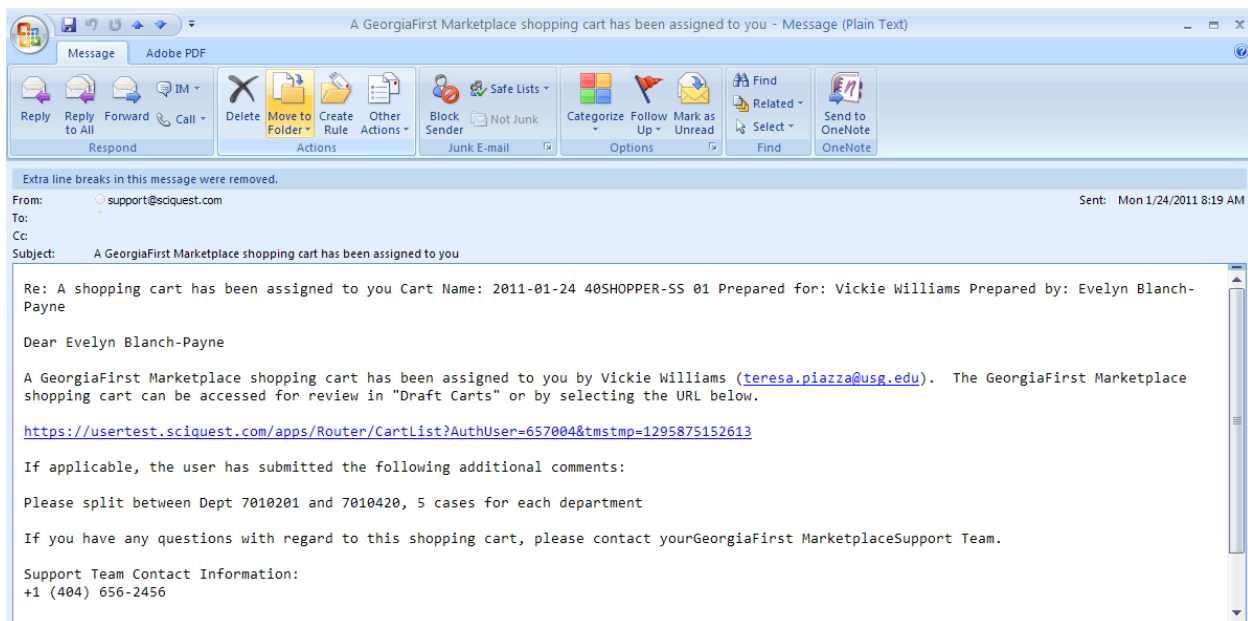 A GeorgiaFirst Marketplace shopping cart has been assigned to you - Message (Plain Text)
Message Adobe PDF
Reply Reply to All Forward IM Call
Respond
Delete Move to Folder Create Rule Other Actions
Actions
Block Sender Safe Lists Not Junk
Junk E-mail
Categorize Follow Up Mark as Unread
Options
Find Related Select
Find
Send to OneNote
OneNote
Extra line breaks in this message were removed.
From: support@sciquest.com Sent: Mon 1/24/2011 8:19 AM
To:
Cc:
Subject: A GeorgiaFirst Marketplace shopping cart has been assigned to you
Re: A shopping cart has been assigned to you Cart Name: 2011-01-24 40SHOPPER-SS 01 Prepared for: Vickie Williams Prepared by: Evelyn Blanch-
Payne
Dear Evelyn Blanch-Payne
A GeorgiaFirst Marketplace shopping cart has been assigned to you by Vickie Williams (teresa.piazza@usg.edu). The GeorgiaFirst Marketplace
shopping cart can be accessed for review in "Draft Carts" or by selecting the URL below.
https://usertest.sciquest.com/apps/Router/CartList?AuthUser=657004&tmstmp=1295875152613
If applicable, the user has submitted the following additional comments:
Please split between Dept 7010201 and 7010420, 5 cases for each department
If you have any questions with regard to this shopping cart, please contact yourGeorgiaFirst MarketplaceSupport Team.
Support Team Contact Information:
+1 (404) 656-2456